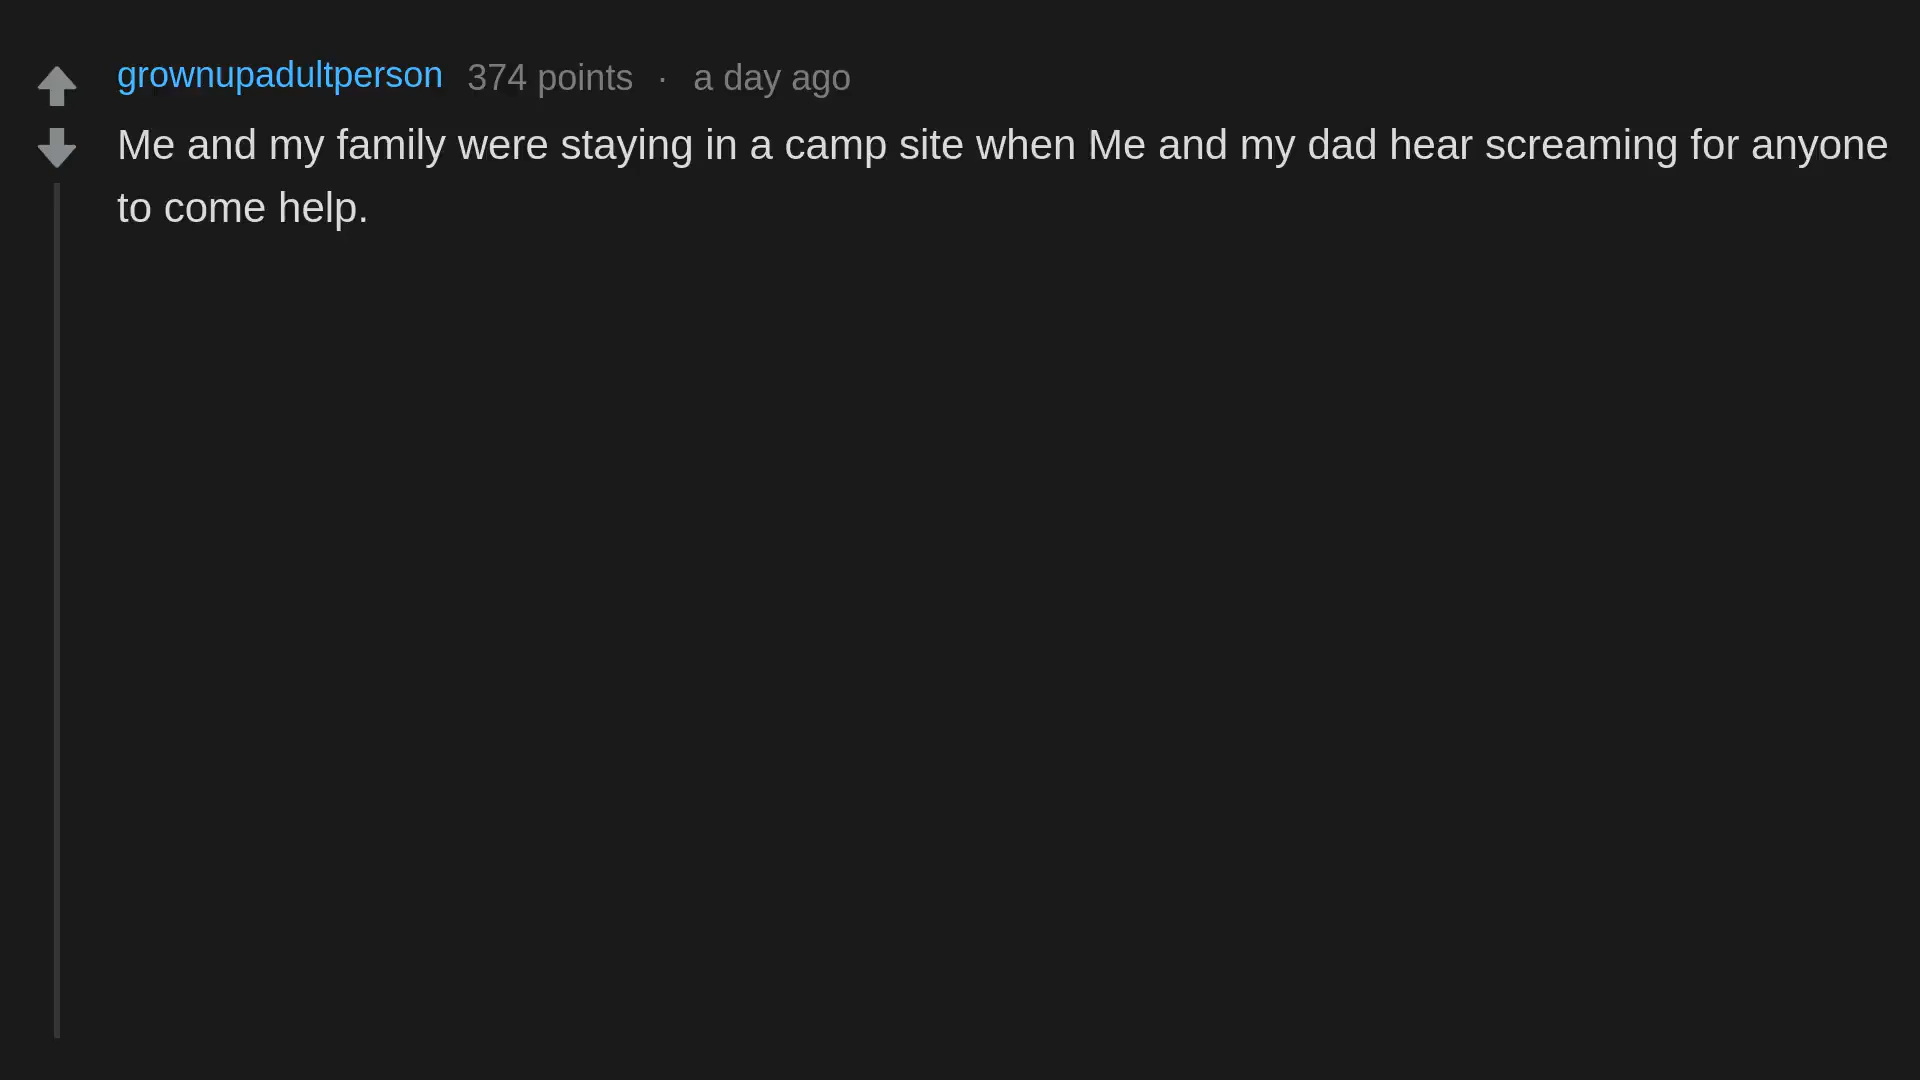 grownupadultperson 374 points · a day ago
Me and my family were staying in a camp site when Me and my dad hear screaming for anyone
to come help.